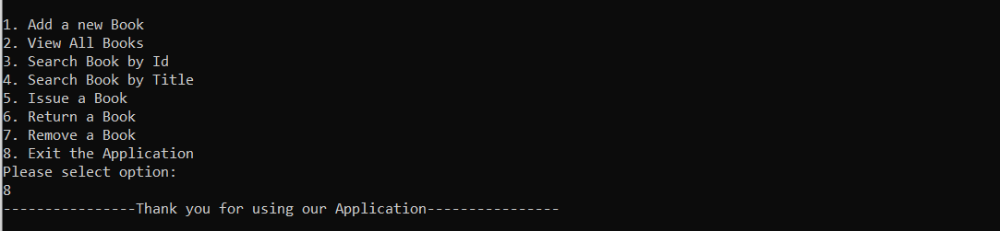 1. Add a new Book
2. View All Books
3. Search Book by Id
4. Search Book by Title
5. Issue a Book
6. Return a Book
7. Remove a Book
8. Exit the Application
Please select option:
8
----------------Thank you for using our Application----------------